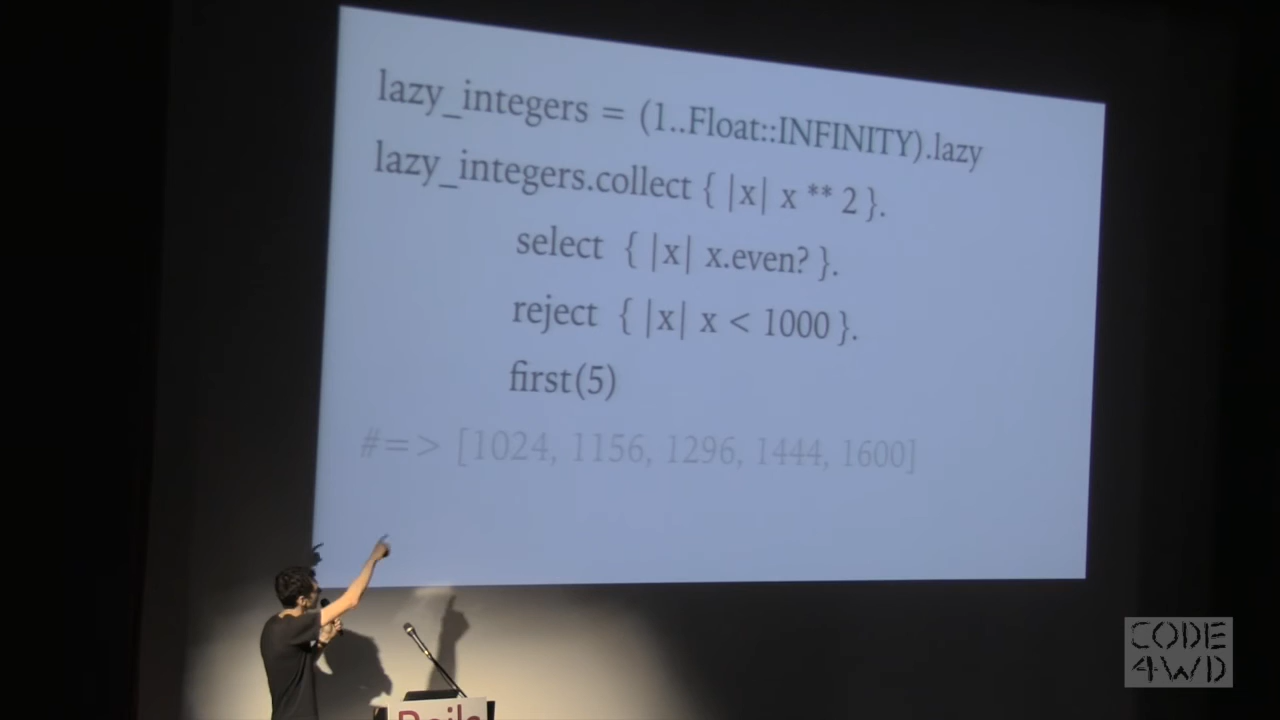 lazy_integers = (1..Float::INFINITY).lazy
lazy_integers.collect { |x| x ** 2 }.
select { |x| x.even? }.
reject { |x| x < 1000 }.
first(5)
#=> [1024, 1156, 1296, 1444, 1600]
Rails
CODE
4WD